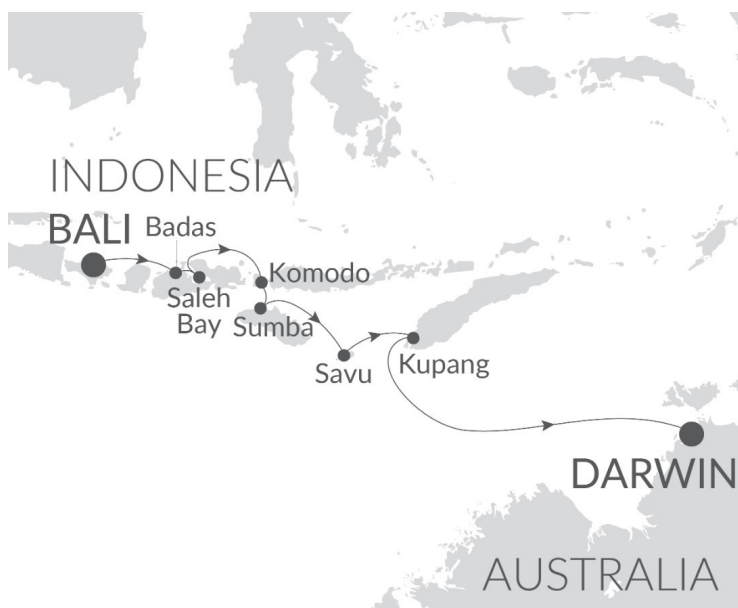 INDONESIA
BALI
Badas
Saleh
Bay
Komodo
Sumba
Savu
Kupang
DARWIN
AUSTRALIA